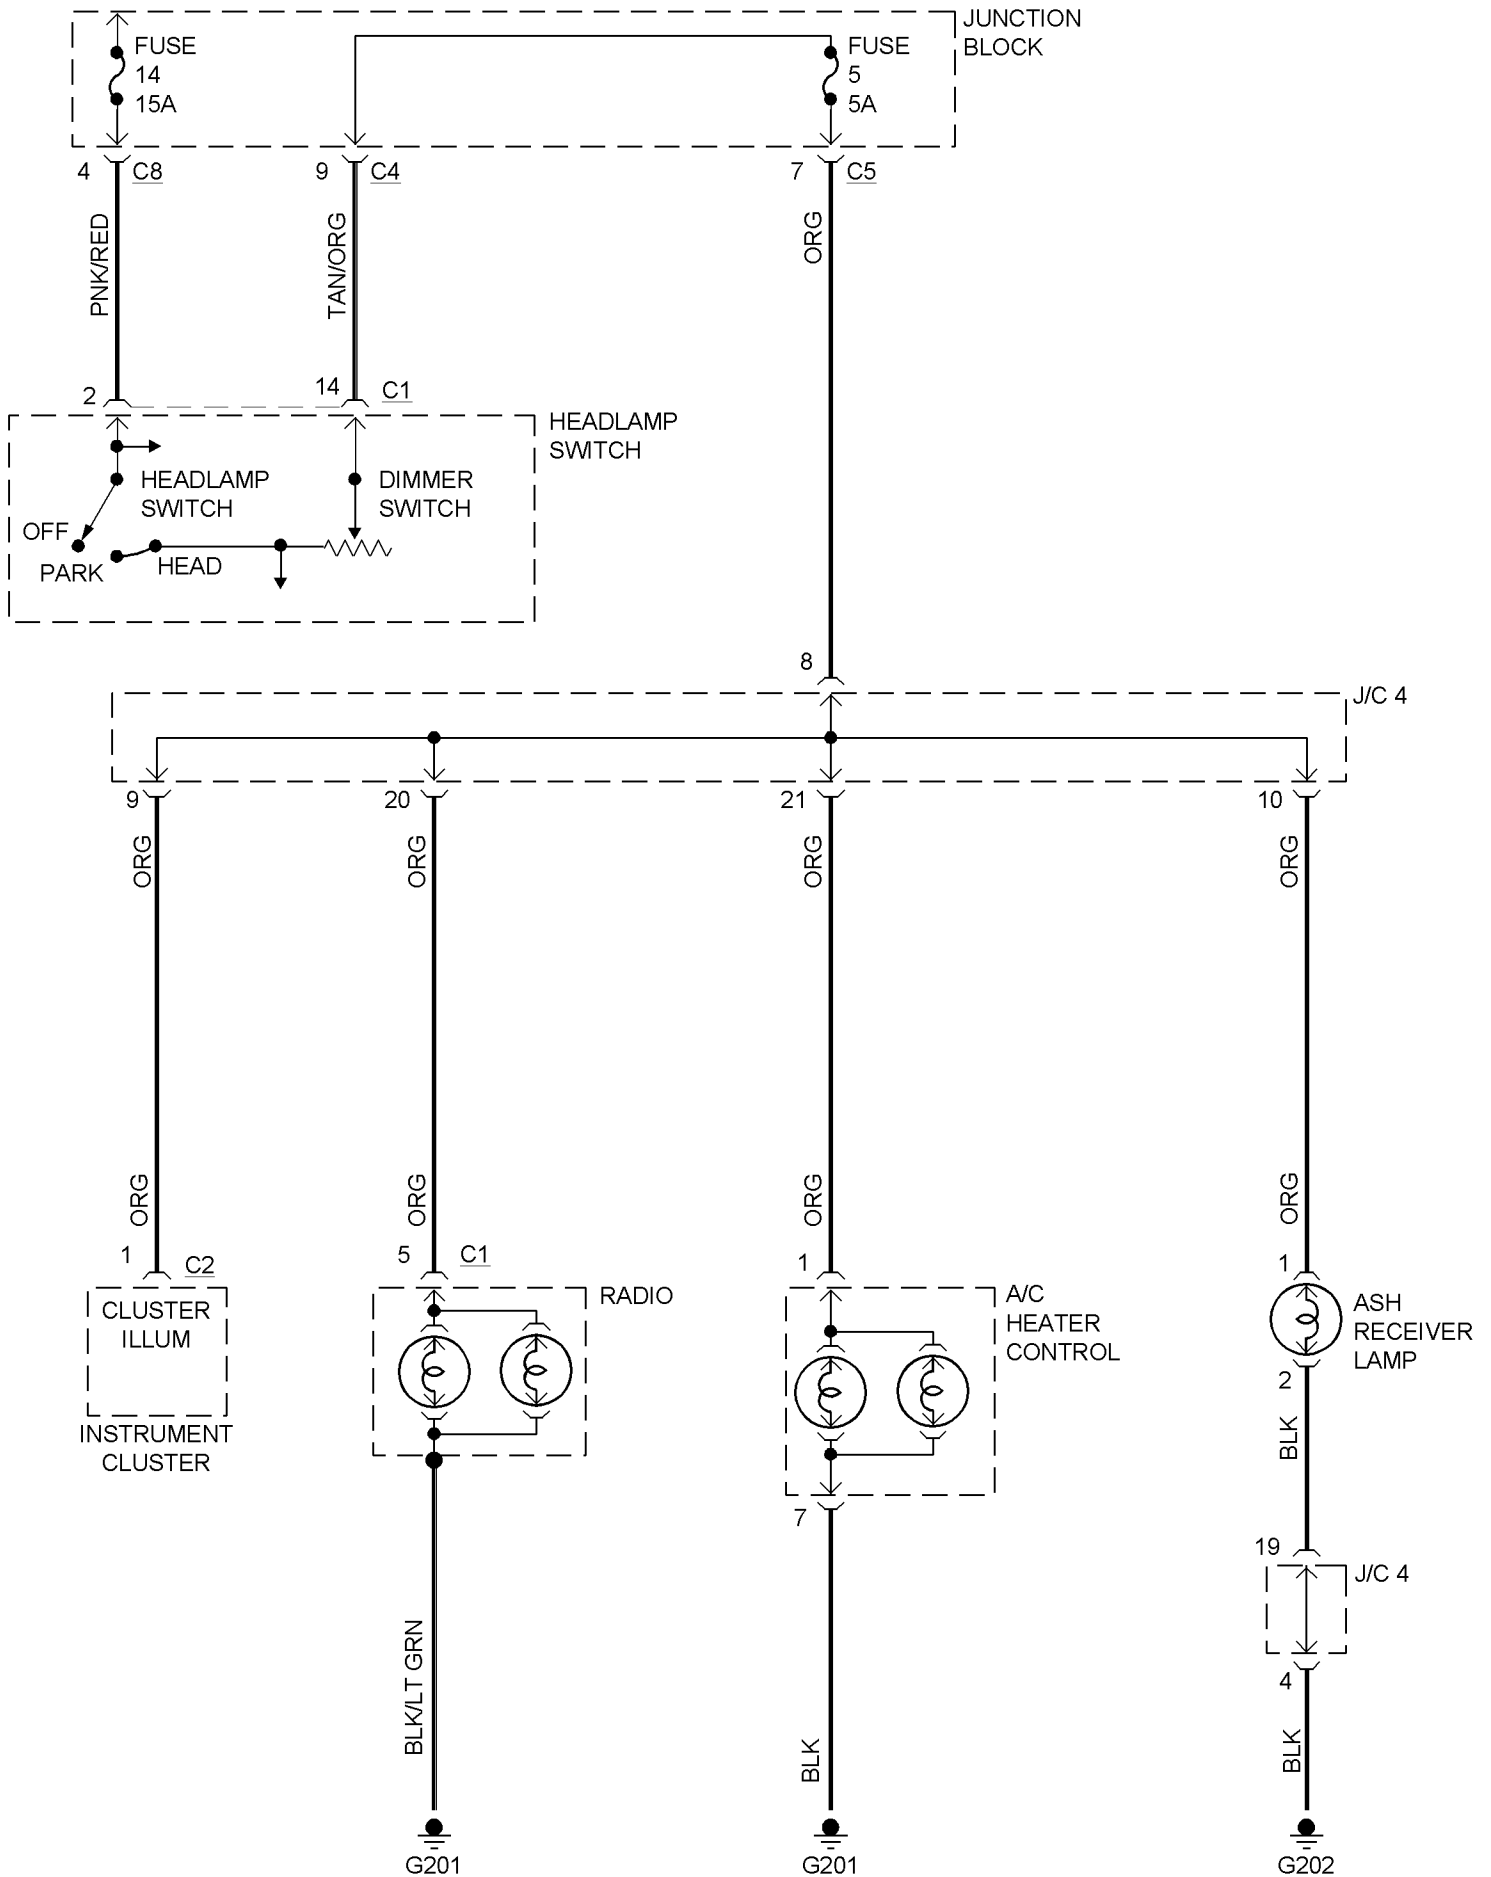 JUNCTION
BLOCK
FUSE
14
15A
FUSE
5
5A
4
C8
9
C4
7
C5
PNK/RED
TAN/ORG
ORG
2
14
C1
HEADLAMP
SWITCH
HEADLAMP
SWITCH
DIMMER
SWITCH
OFF
PARK
HEAD
8
J/C 4
9
20
21
10
ORG
ORG
ORG
ORG
ORG
ORG
ORG
ORG
1
C2
5
C1
1
1
CLUSTER
ILLUM
INSTRUMENT
CLUSTER
RADIO
A/C
HEATER
CONTROL
ASH
RECEIVER
LAMP
2
BLK
7
19
J/C 4
4
BLK/LT GRN
BLK
BLK
G201
G201
G202